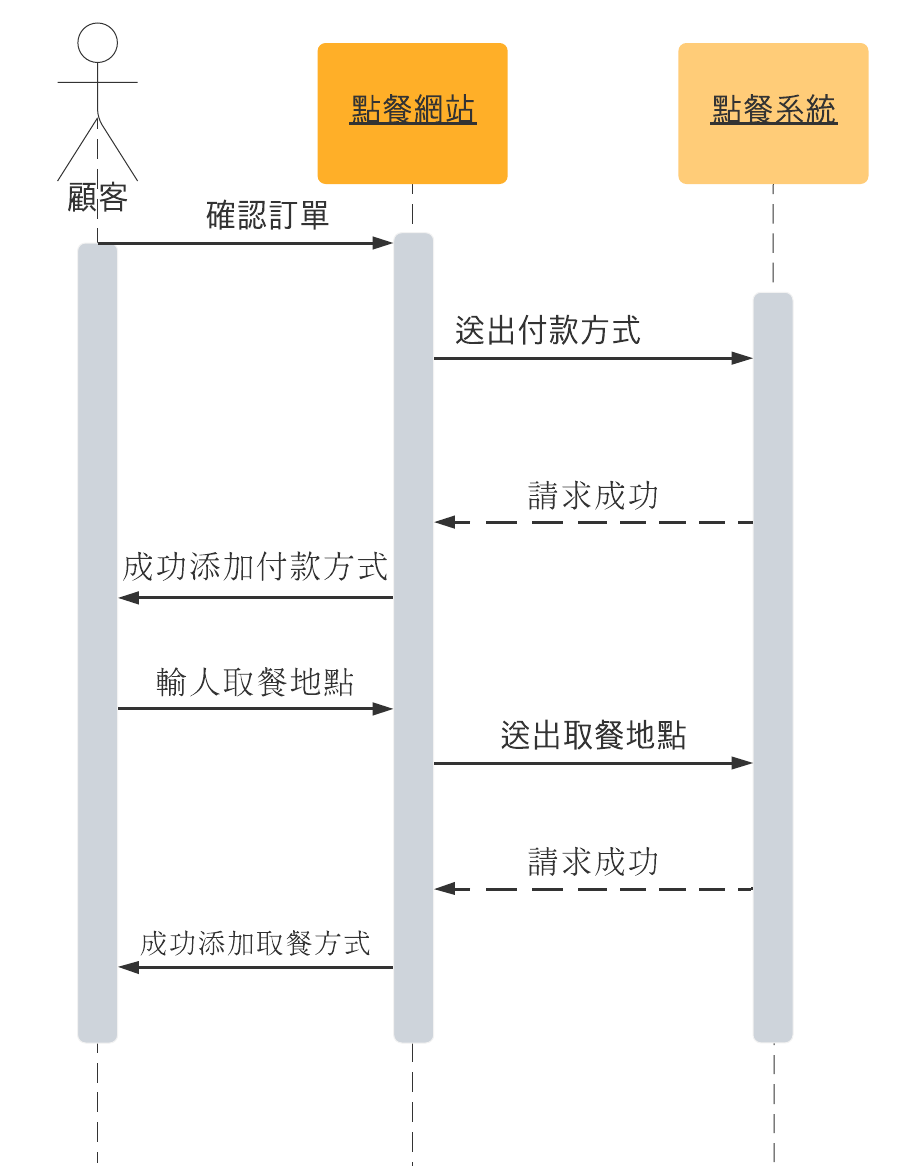 點餐網站
點餐系統
顧客
確認訂單
送出付款方式
請求成功
成功添加付款方式
輸人取餐地點
送出取餐地點
請求成功
成功添加取餐方式